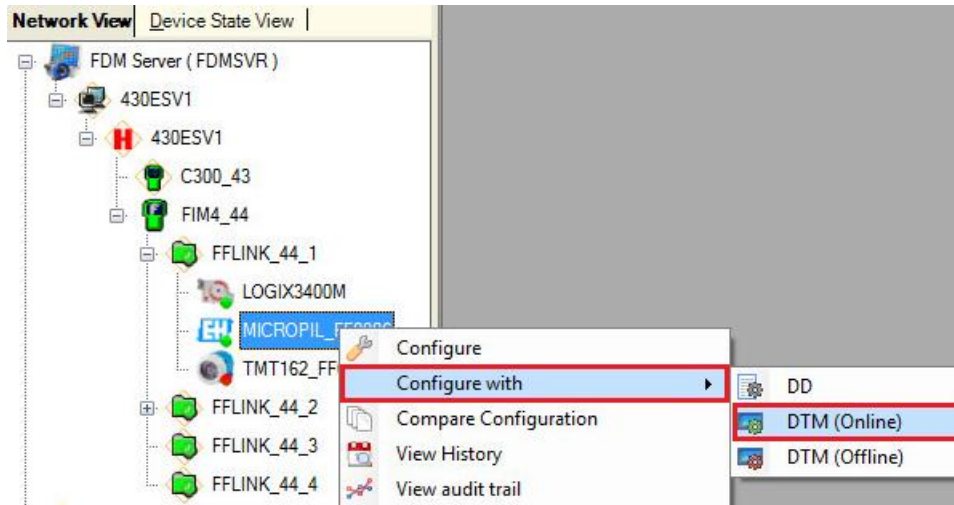 Network View Device State View
FDM Server ( FDMSVR )
430ESV1
430ESV1
C300_43
FIM4_44
FFLINK_44_1
LOGIX3400M
MICROPIL_
TMT162_FF
FFLINK_44_2
FFLINK_44_3
FFLINK_44_4
Configure
Configure with
Compare Configuration
View History
View audit trail
DD
DTM (Online)
DTM (Offline)